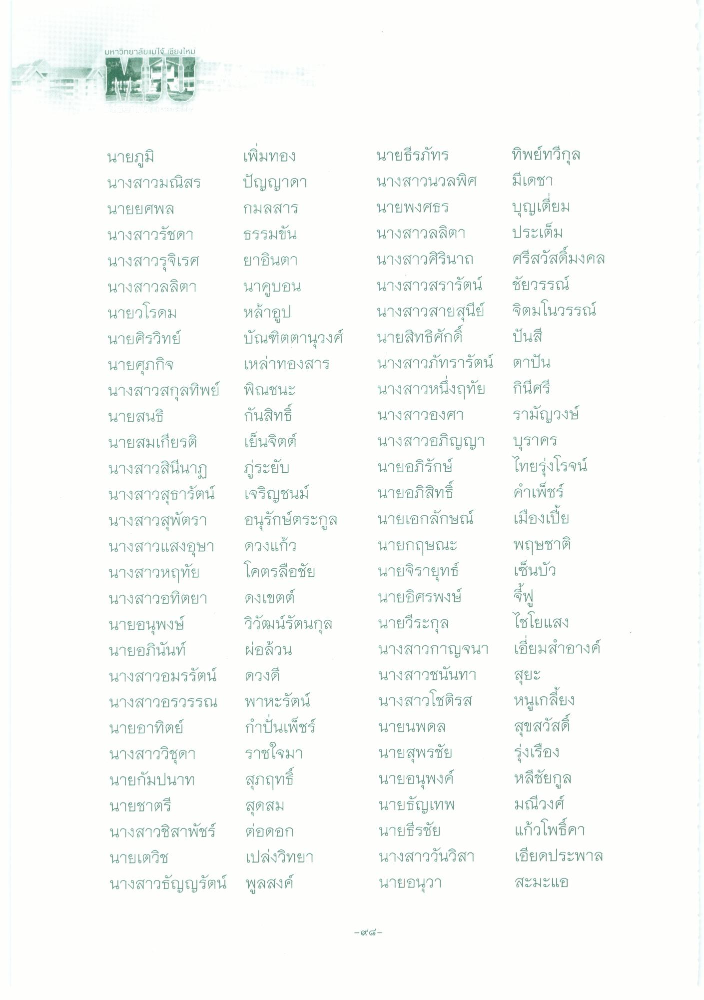 มหาวิทยาลัยแม่โจ้ เชียงใหม่
MJU
นายภูมิ เพิ่มทอง นายธีรภัทร ทิพย์ทวีกุล
นางสาวมณิสร ปัญญาดา นางสาวนวลพิศ มีเดชา
นายยศพล กมลสาร นายพงศธร บุญเตี่ยม
นางสาวรัชดา ธรรมขัน นางสาวลลิตา ประเต็ม
นางสาวรุจิเรศ ยาอินตา นางสาวศิรินาถ ศรีสวัสดิ์มงคล
นางสาวลลิตา นาคูบอน นางสาวสรารัตน์ ชัยวรรณ์
นายวโรดม หล้าอูป นางสาวสายสุนีย์ จิตมโนวรรณ์
นายศิรวิทย์ บัณฑิตตานุวงศ์ นายสิทธิศักดิ์ ปันสี
นายศุภกิจ เหล่าทองสาร นางสาวภัทรารัตน์ ตาปัน
นางสาวสกุลทิพย์ พิณชนะ นางสาวหนึ่งฤทัย กินีศรี
นายสนธิ กันสิทธิ์ นางสาวองศา รามัญวงษ์
นายสมเกียรติ เย็นจิตต์ นางสาวอภิญญา บุราคร
นางสาวสินีนาฏ ภู่ระยับ นายอภิรักษ์ ไทยรุ่งโรจน์
นางสาวสุธารัตน์ เจริญชนม์ นายอภิสิทธิ์ คำเพ็ชร์
นางสาวสุพัตรา อนุรักษ์ตระกูล นายเอกลักษณ์ เมืองเปี้ย
นางสาวแสงอุษา ดวงแก้ว นายกฤษณะ พฤษชาติ
นางสาวหฤทัย โคตรลือชัย นายจิรายุทธ์ เซ็นบัว
นางสาวอทิตยา ดงเขตต์ นายอิศรพงษ์ จี้ฟู
นายอนุพงษ์ วิวัฒน์รัตนกุล นายวีระกุล ไชโยแสง
นายอภินันท์ ผ่อล้วน นางสาวกาญจนา เอี่ยมสำอางค์
นางสาวอมรรัตน์ ดวงดี นางสาวชนันทา สุยะ
นางสาวอรวรรณ พาหะรัตน์ นางสาวโชติรส หนูเกลี้ยง
นายอาทิตย์ กำปั่นเพ็ชร์ นายนพดล สุขสวัสดิ์
นางสาววิชุดา ราชใจมา นายสุพรชัย รุ่งเรือง
นายกัมปนาท สุภฤทธิ์ นายอนุพงค์ หลีชัยกูล
นายชาตรี สุดสม นายธัญเทพ มณีวงศ์
นางสาวชิสาพัชร์ ต่อดอก นายธีรชัย แก้วโพธิ์คา
นายเตวิช เปล่งวิทยา นางสาววันวิสา เอียดประพาล
นางสาวธัญญรัตน์ พูลสงค์ นายอนุวา สะมะแอ
-๙๘-